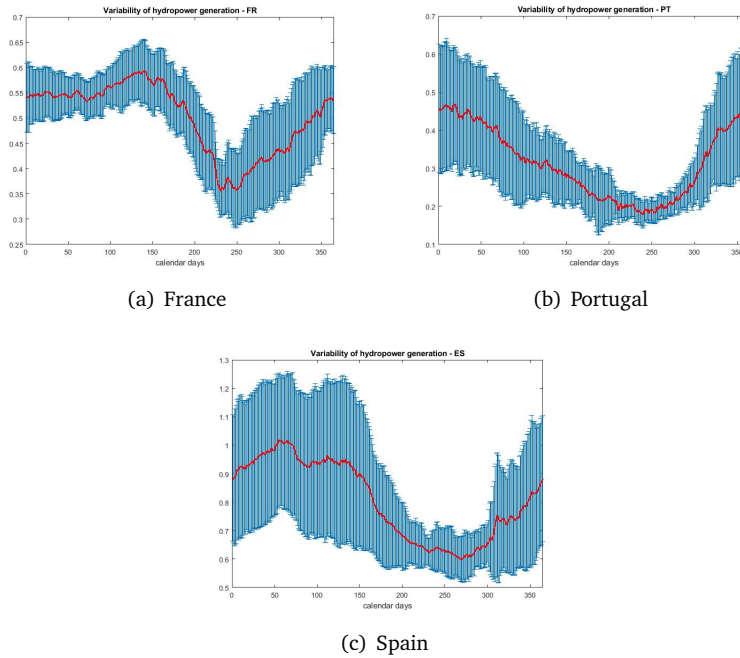 Variability of hydropower generation - FR
0.7
0.65
0.6
0.55
0.5
0.45
0.4
0.35
0.3
0.25
0 50 100 150 200 250 300 350
calendar days
(a) France
Variability of hydropower generation - PT
0.7
0.6
0.5
0.4
0.3
0.2
0.1
0 50 100 150 200 250 300 350
calendar days
(b) Portugal
Variability of hydropower generation - ES
1.3
1.2
1.1
1
0.9
0.8
0.7
0.6
0.5
0 50 100 150 200 250 300 350
calendar days
(c) Spain